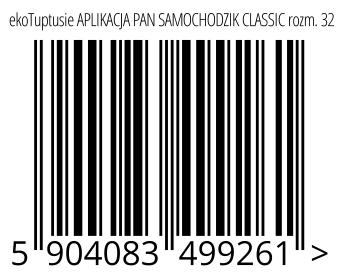 ekoTuptusie APLIKACJA PAN SAMOCHODZIK CLASSIC rozm. 32
5 904083 499261 >